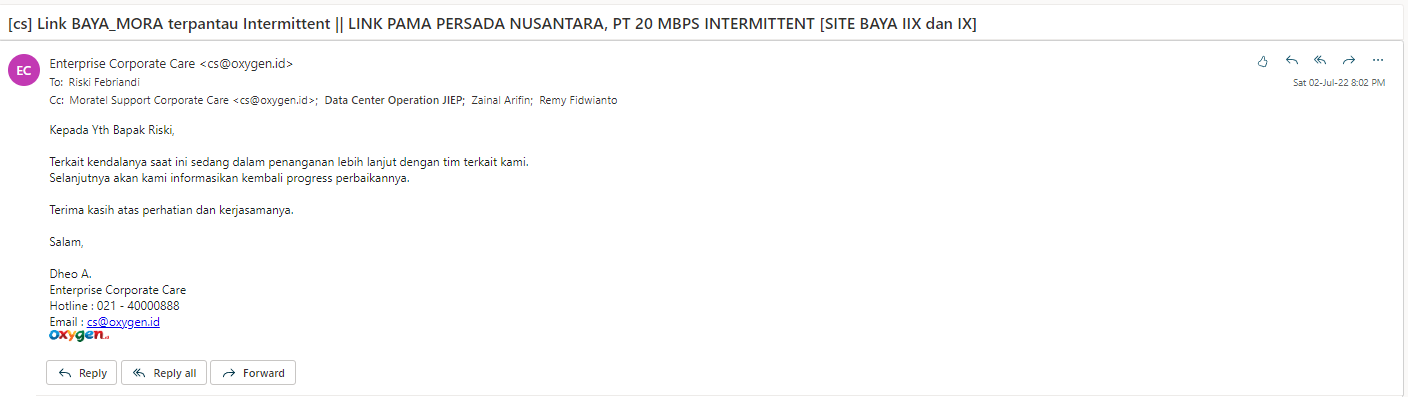 [cs] Link BAYA_MORA terpantau Intermittent || LINK PAMA PERSADA NUSANTARA, PT 20 MBPS INTERMITTENT [SITE BAYA IIX dan IX]
EC
Enterprise Corporate Care <cs@oxygen.id>
To: Riski Febriandi
Sat 02-Jul-22 8:02 PM
Cc: Moratel Support Corporate Care <cs@oxygen.id>; Data Center Operation JIEP; Zainal Arifin; Remy Fidwianto
Kepada Yth Bapak Riski,
Terkait kendalanya saat ini sedang dalam penanganan lebih lanjut dengan tim terkait kami.
Selanjutnya akan kami informasikan kembali progress perbaikannya.
Terima kasih atas perhatian dan kerjasamanya.
Salam,
Dheo A.
Enterprise Corporate Care
Hotline : 021 - 40000888
Email : cs@oxygen.id
oxygen.id
Reply
Reply all
Forward